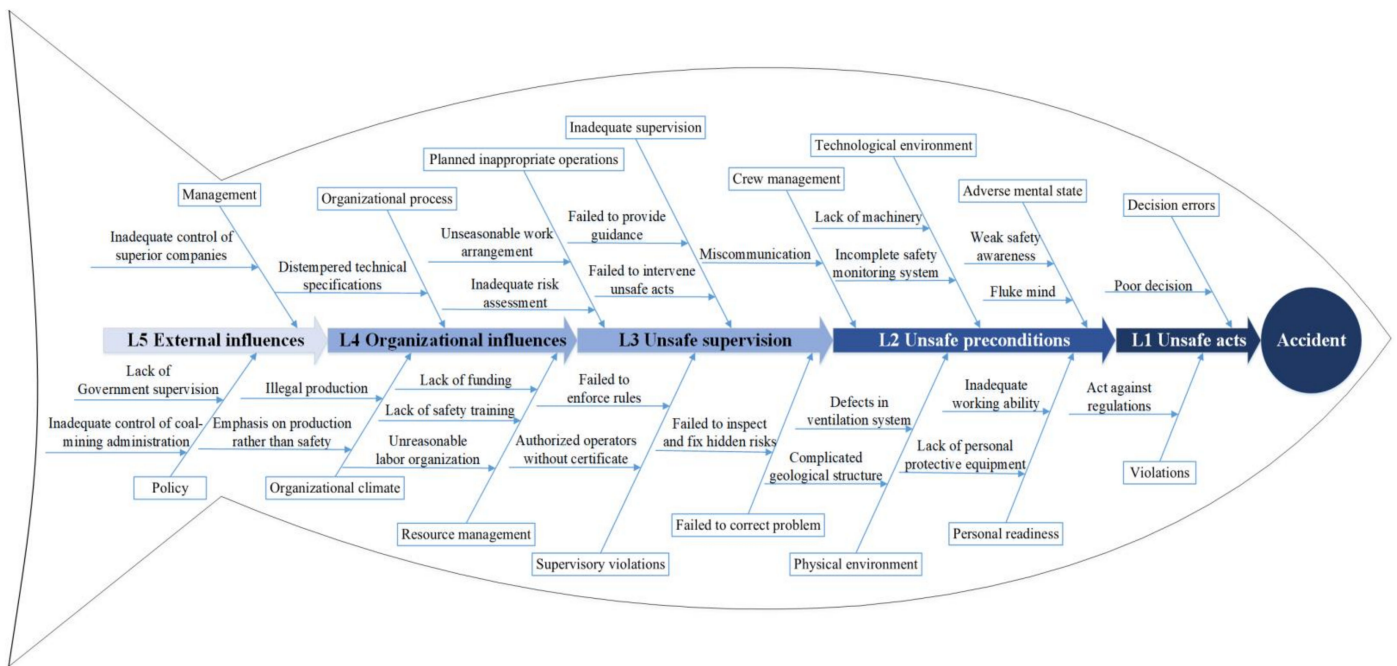 Inadequate supervision
Technological environment
Planned inappropriate operations
Crew management
Adverse mental state
Management
Organizational process
Decision errors
Inadequate control of
superior companies
Distempered technical
specifications
Unseasonable work
arrangement
Inadequate risk
assessment
Failed to provide
guidance
Failed to intervene
unsafe acts
Miscommunication
Lack of machinery
Incomplete safety
monitoring system
Weak safety
awareness
Fluke mind
Poor decision
L5 External influences
L4 Organizational influences
L3 Unsafe supervision
L2 Unsafe preconditions
L1 Unsafe acts
Accident
Lack of
Government supervision
Inadequate control of coal-
mining administration
Policy
Illegal production
Emphasis on production
rather than safety
Organizational climate
Lack of funding
Lack of safety training
Unreasonable
labor organization
Resource management
Failed to
enforce rules
Authorized operators
without certificate
Supervisory violations
Failed to inspect
and fix hidden risks
Failed to correct problem
Defects in
ventilation system
Complicated
geological structure
Physical environment
Inadequate
working ability
Lack of personal
protective equipment
Personal readiness
Act against
regulations
Violations